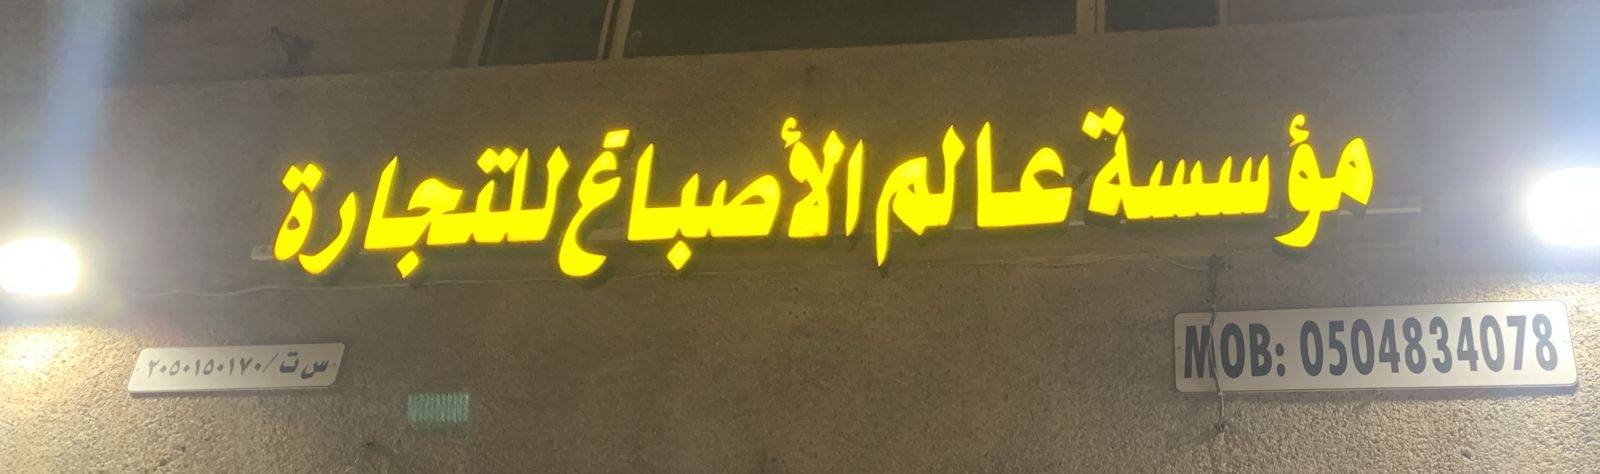 مؤسسة عالم الأصباغ للتجارة
س ت/٢٠٥٠١٥٠١٧٠
MOB: 0504834078